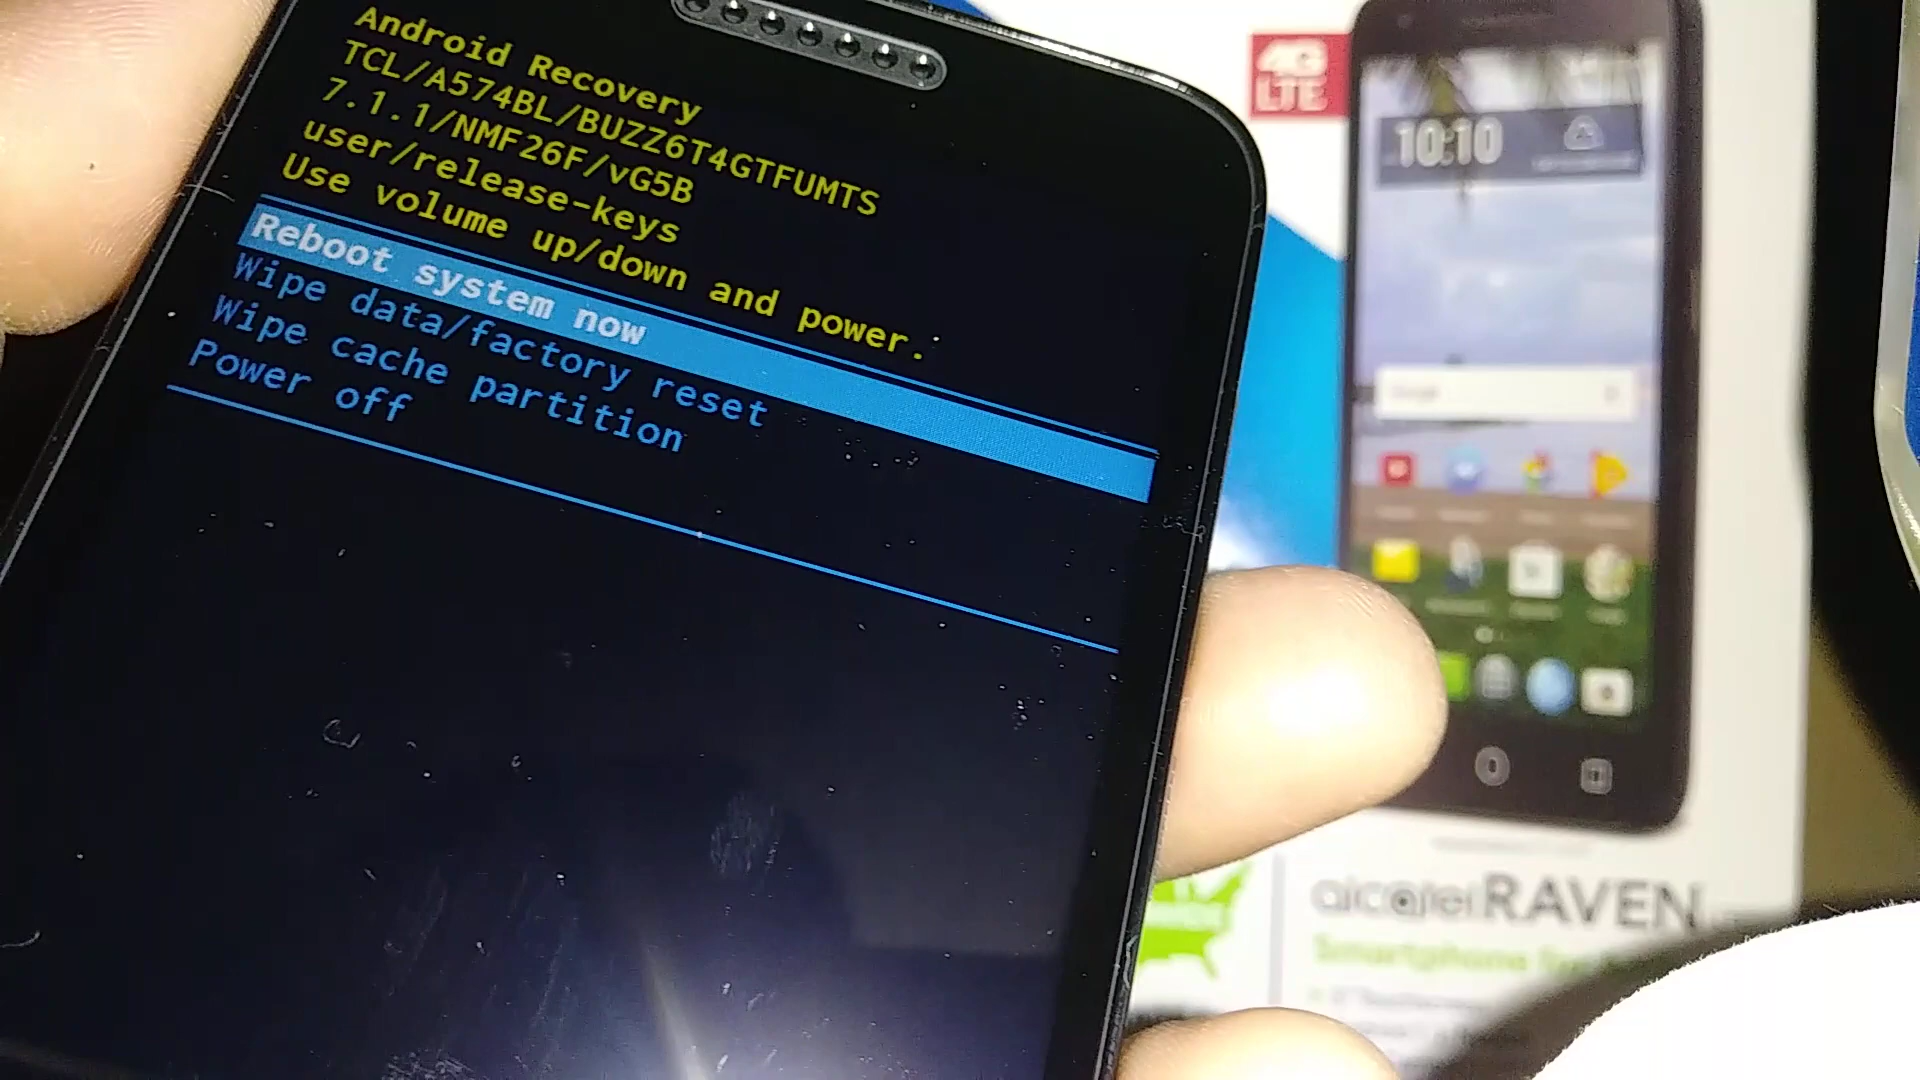 Android Recovery
TCL/A574BL/BUZZ6T4GTFUMTS
7.1.1/NMF26F/vG5B
user/release-keys
Use volume up/down and power.
Reboot system now
Wipe data/factory reset
Wipe cache partition
Power off
4G
LTE
10:10
alcatel RAVEN
Smartphone